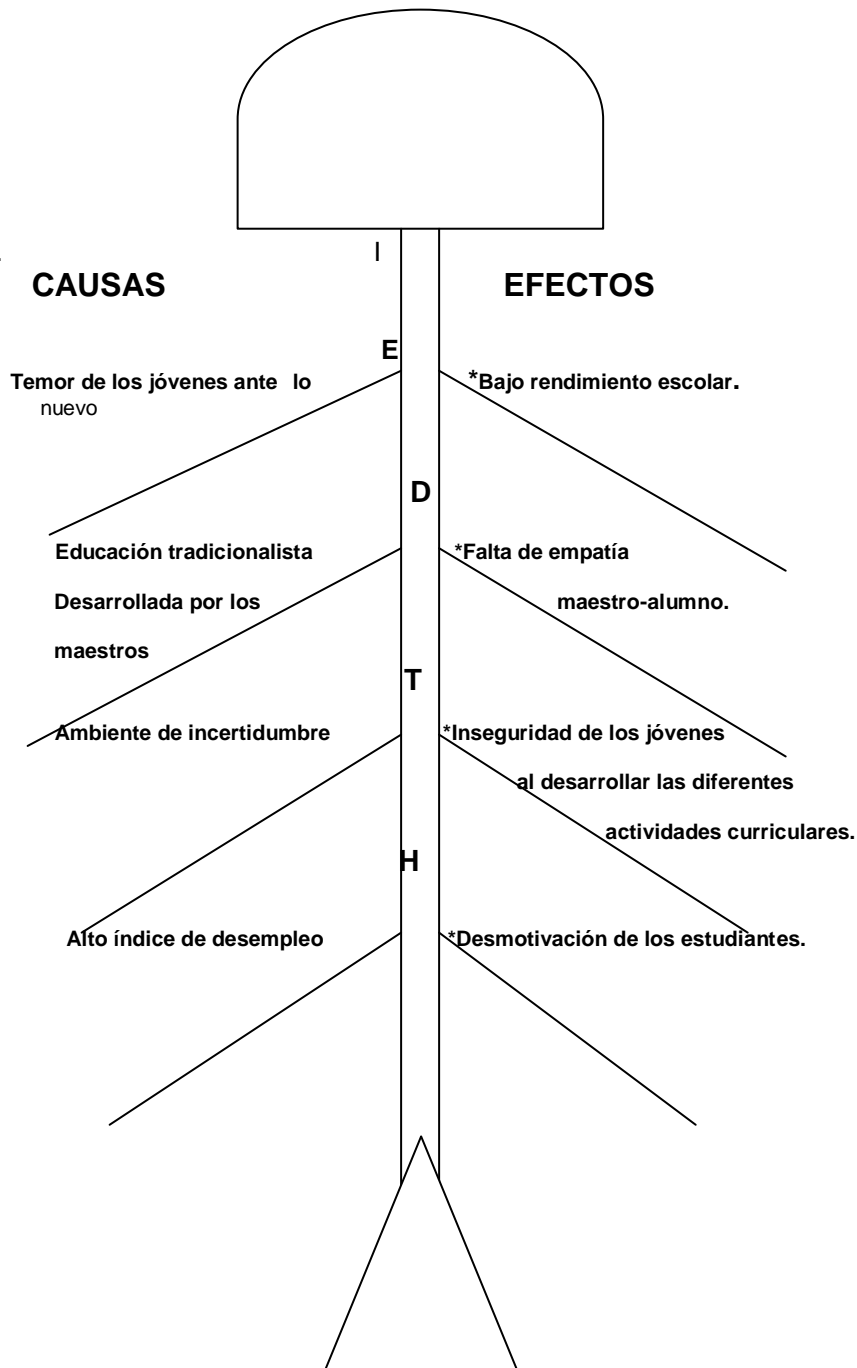 I
CAUSAS
EFECTOS
E
Temor de los jóvenes ante lo
nuevo
*Bajo rendimiento escolar.
D
Educación tradicionalista
Desarrollada por los
maestros
*Falta de empatía
maestro-alumno.
T
Ambiente de incertidumbre
*Inseguridad de los jóvenes
al desarrollar las diferentes
actividades curriculares.
H
Alto índice de desempleo
*Desmotivación de los estudiantes.